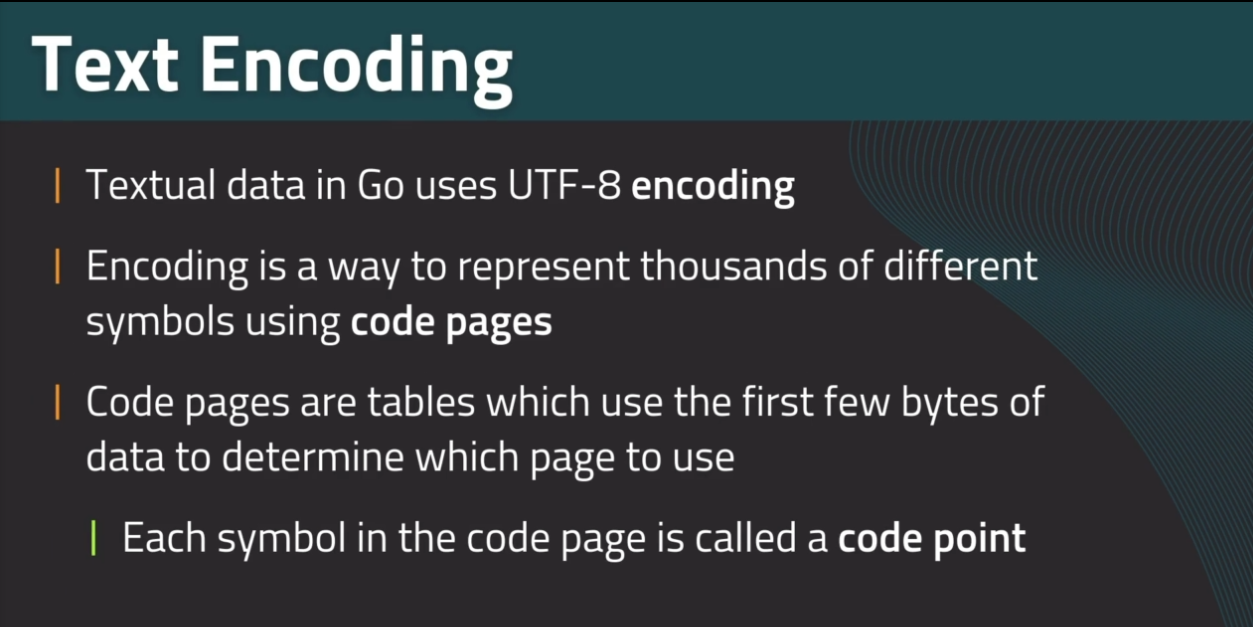 Text Encoding
Textual data in Go uses UTF-8 encoding
Encoding is a way to represent thousands of different
symbols using code pages
Code pages are tables which use the first few bytes of
data to determine which page to use
Each symbol in the code page is called a code point